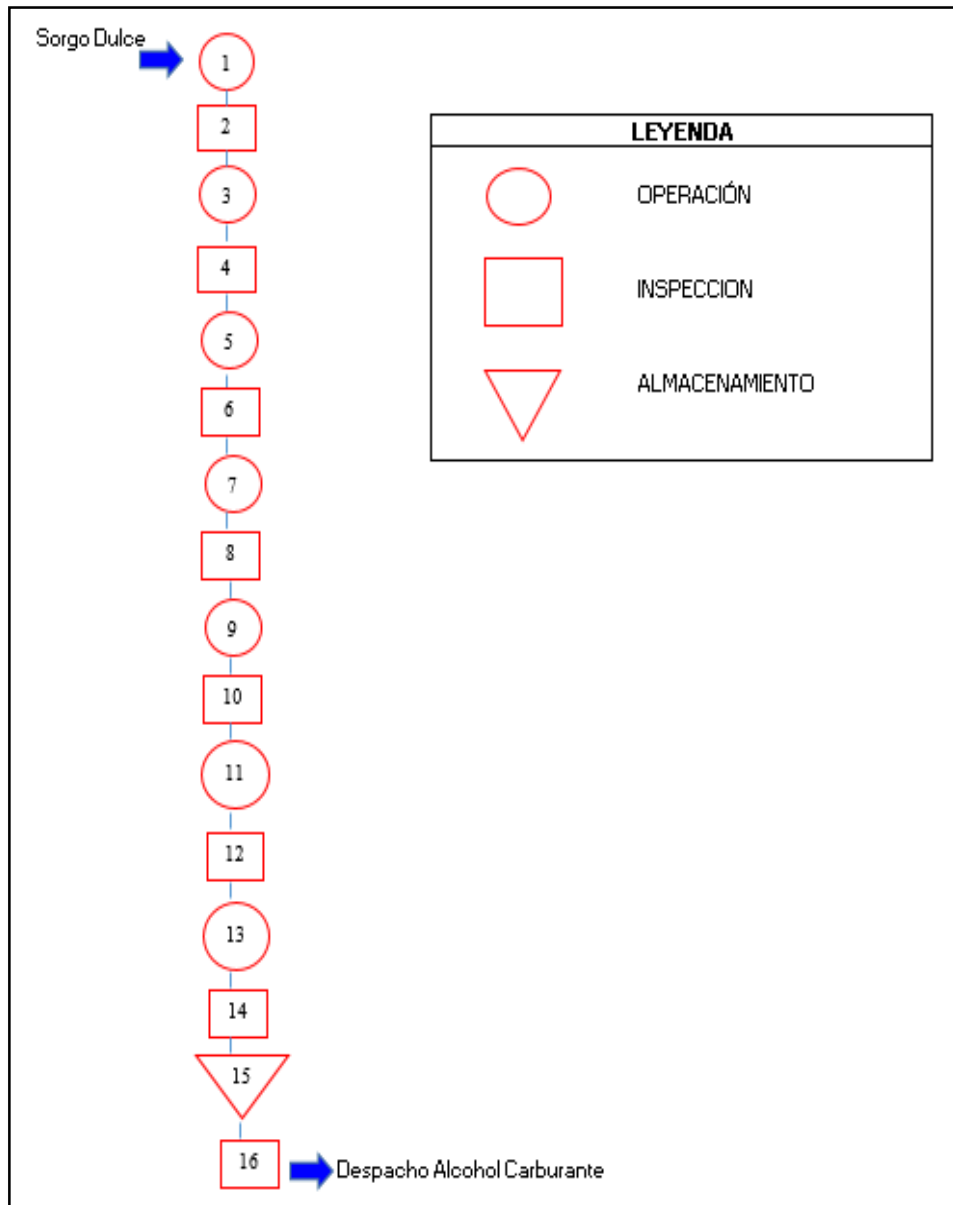 Sorgo Dulce
1
2
LEYENDA
3
OPERACIÓN
4
INSPECCION
5
ALMACENAMIENTO
6
7
8
9
10
11
12
13
14
15
16
Despacho Alcohol Carburante